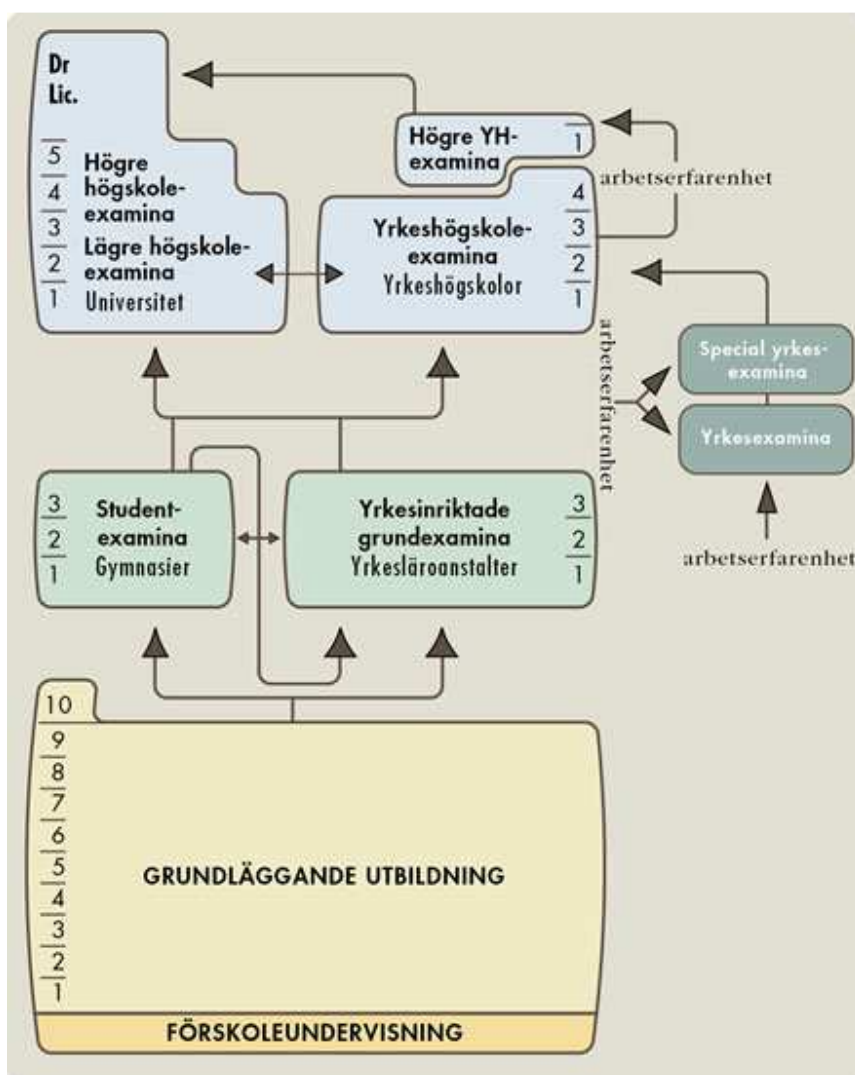 Dr
Lic.
5
4
3
2
1
Högre
högskole-
examina
Lägre högskole-
examina
Universitet
Högre YH-
examina
1
arbetserfarenhet
Yrkeshögskole-
examina
Yrkeshögskolor
4
3
2
1
arbetserfarenhet
Special yrkes-
examina
Yrkesexamina
arbetserfarenhet
3
2
1
Student-
examina
Gymnasier
Yrkesinriktade
grundexamina
Yrkesläroanstalter
3
2
1
10
9
8
7
6
5
4
3
2
1
GRUNDLÄGGANDE UTBILDNING
FÖRSKOLEUNDERVISNING